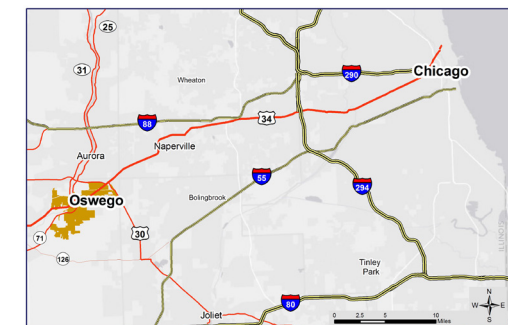 25
31
Wheaton
290
Chicago
88
34
Naperville
Aurora
55
Bolingbrook
294
Oswego
71
30
126
Tinley
Park
80
Joliet
ILLINOIS
N
W
E
S
0 2.5 5 10
Miles